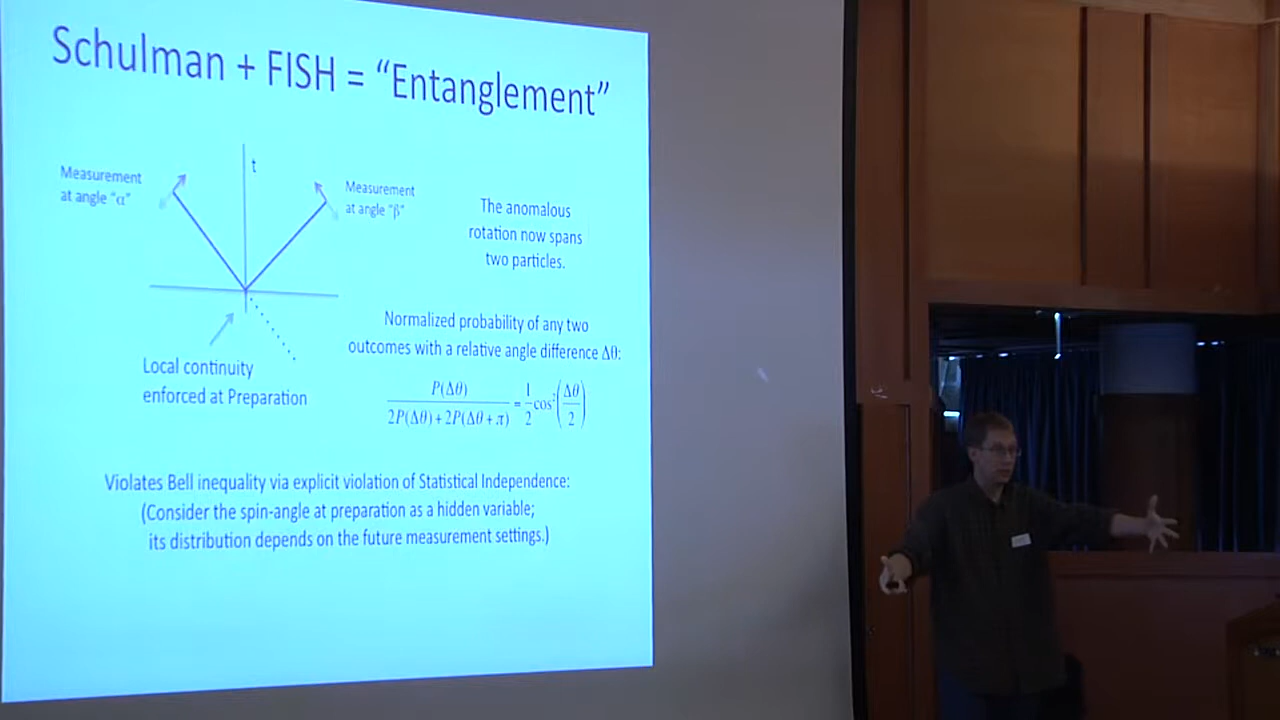 Schulman + FISH = “Entanglement”
t
Measurement
at angle “α”
Measurement
at angle “β”
The anomalous
rotation now spans
two particles.
Normalized probability of any two
outcomes with a relative angle difference Δθ:
P(Δθ) / (2P(Δθ)+2P(Δθ+π)) = 1/2 cos²(Δθ/2)
Local continuity
enforced at Preparation
Violates Bell inequality via explicit violation of Statistical Independence:
(Consider the spin-angle at preparation as a hidden variable;
its distribution depends on the future measurement settings.)